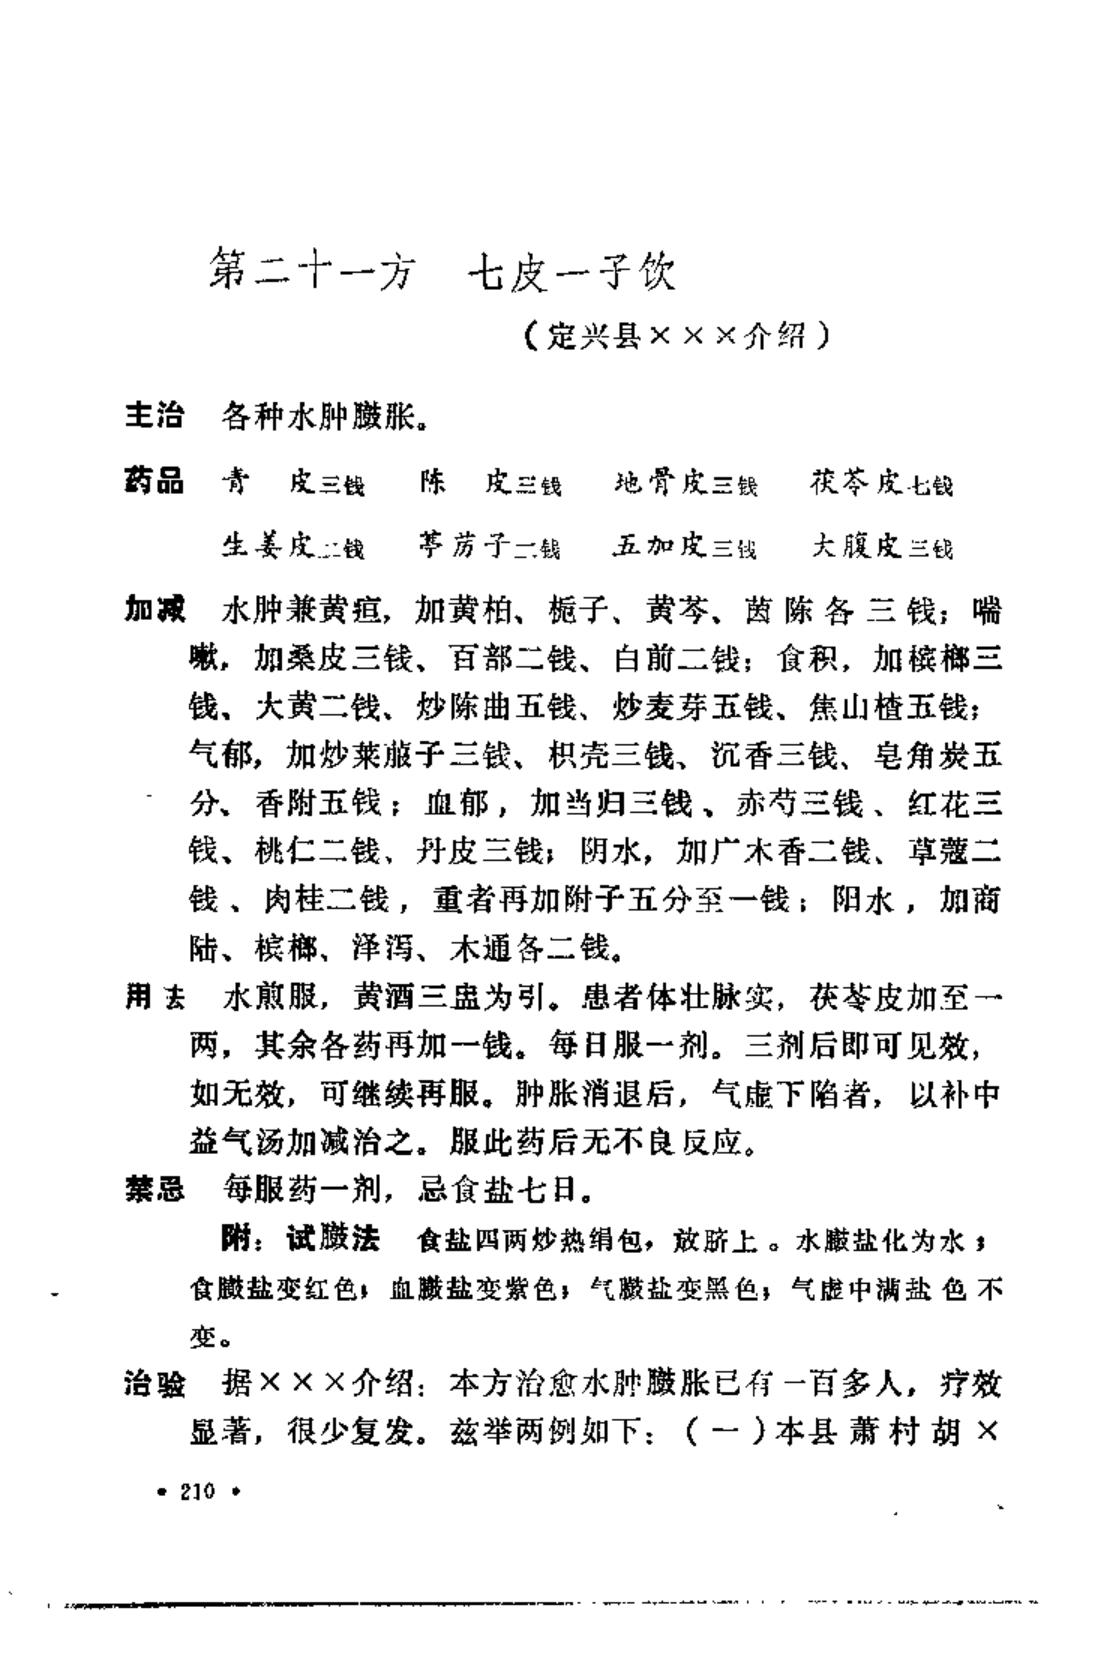 第二十一方 七皮一子饮
（定兴县×××介绍）
主治 各种水肿臌胀。
药品 青 皮三钱 陈 皮三钱 地骨皮三钱 茯苓皮七钱
生姜皮二钱 葶苈子二钱 五加皮三钱 大腹皮三钱
加减 水肿兼黄疸，加黄柏、栀子、黄芩、茵陈各三钱；喘
嗽，加桑皮三钱、百部二钱、白前二钱；食积，加槟榔三
钱、大黄二钱、炒陈曲五钱、炒麦芽五钱、焦山楂五钱；
气郁，加炒莱菔子三钱、枳壳三钱、沉香三钱、皂角炭五
分、香附五钱；血郁，加当归三钱、赤芍三钱、红花三
钱、桃仁二钱、丹皮三钱；阴水，加广木香二钱、草蔻二
钱、肉桂二钱，重者再加附子五分至一钱；阳水，加商
陆、槟榔、泽泻、木通各二钱。
用法 水煎服，黄酒三盅为引。患者体壮脉实，茯苓皮加至一
两，其余各药再加一钱。每日服一剂。三剂后即可见效，
如无效，可继续再服。肿胀消退后，气虚下陷者，以补中
益气汤加减治之。服此药后无不良反应。
禁忌 每服药一剂，忌食盐七日。
附：试臌法 食盐四两炒热绢包，放脐上。水臌盐化为水；
食臌盐变红色；血臌盐变紫色；气臌盐变黑色；气虚中满盐色不
变。
治验 据×××介绍：本方治愈水肿臌胀已有一百多人，疗效
显著，很少复发。兹举两例如下：（一）本县萧村胡×
• 210 •